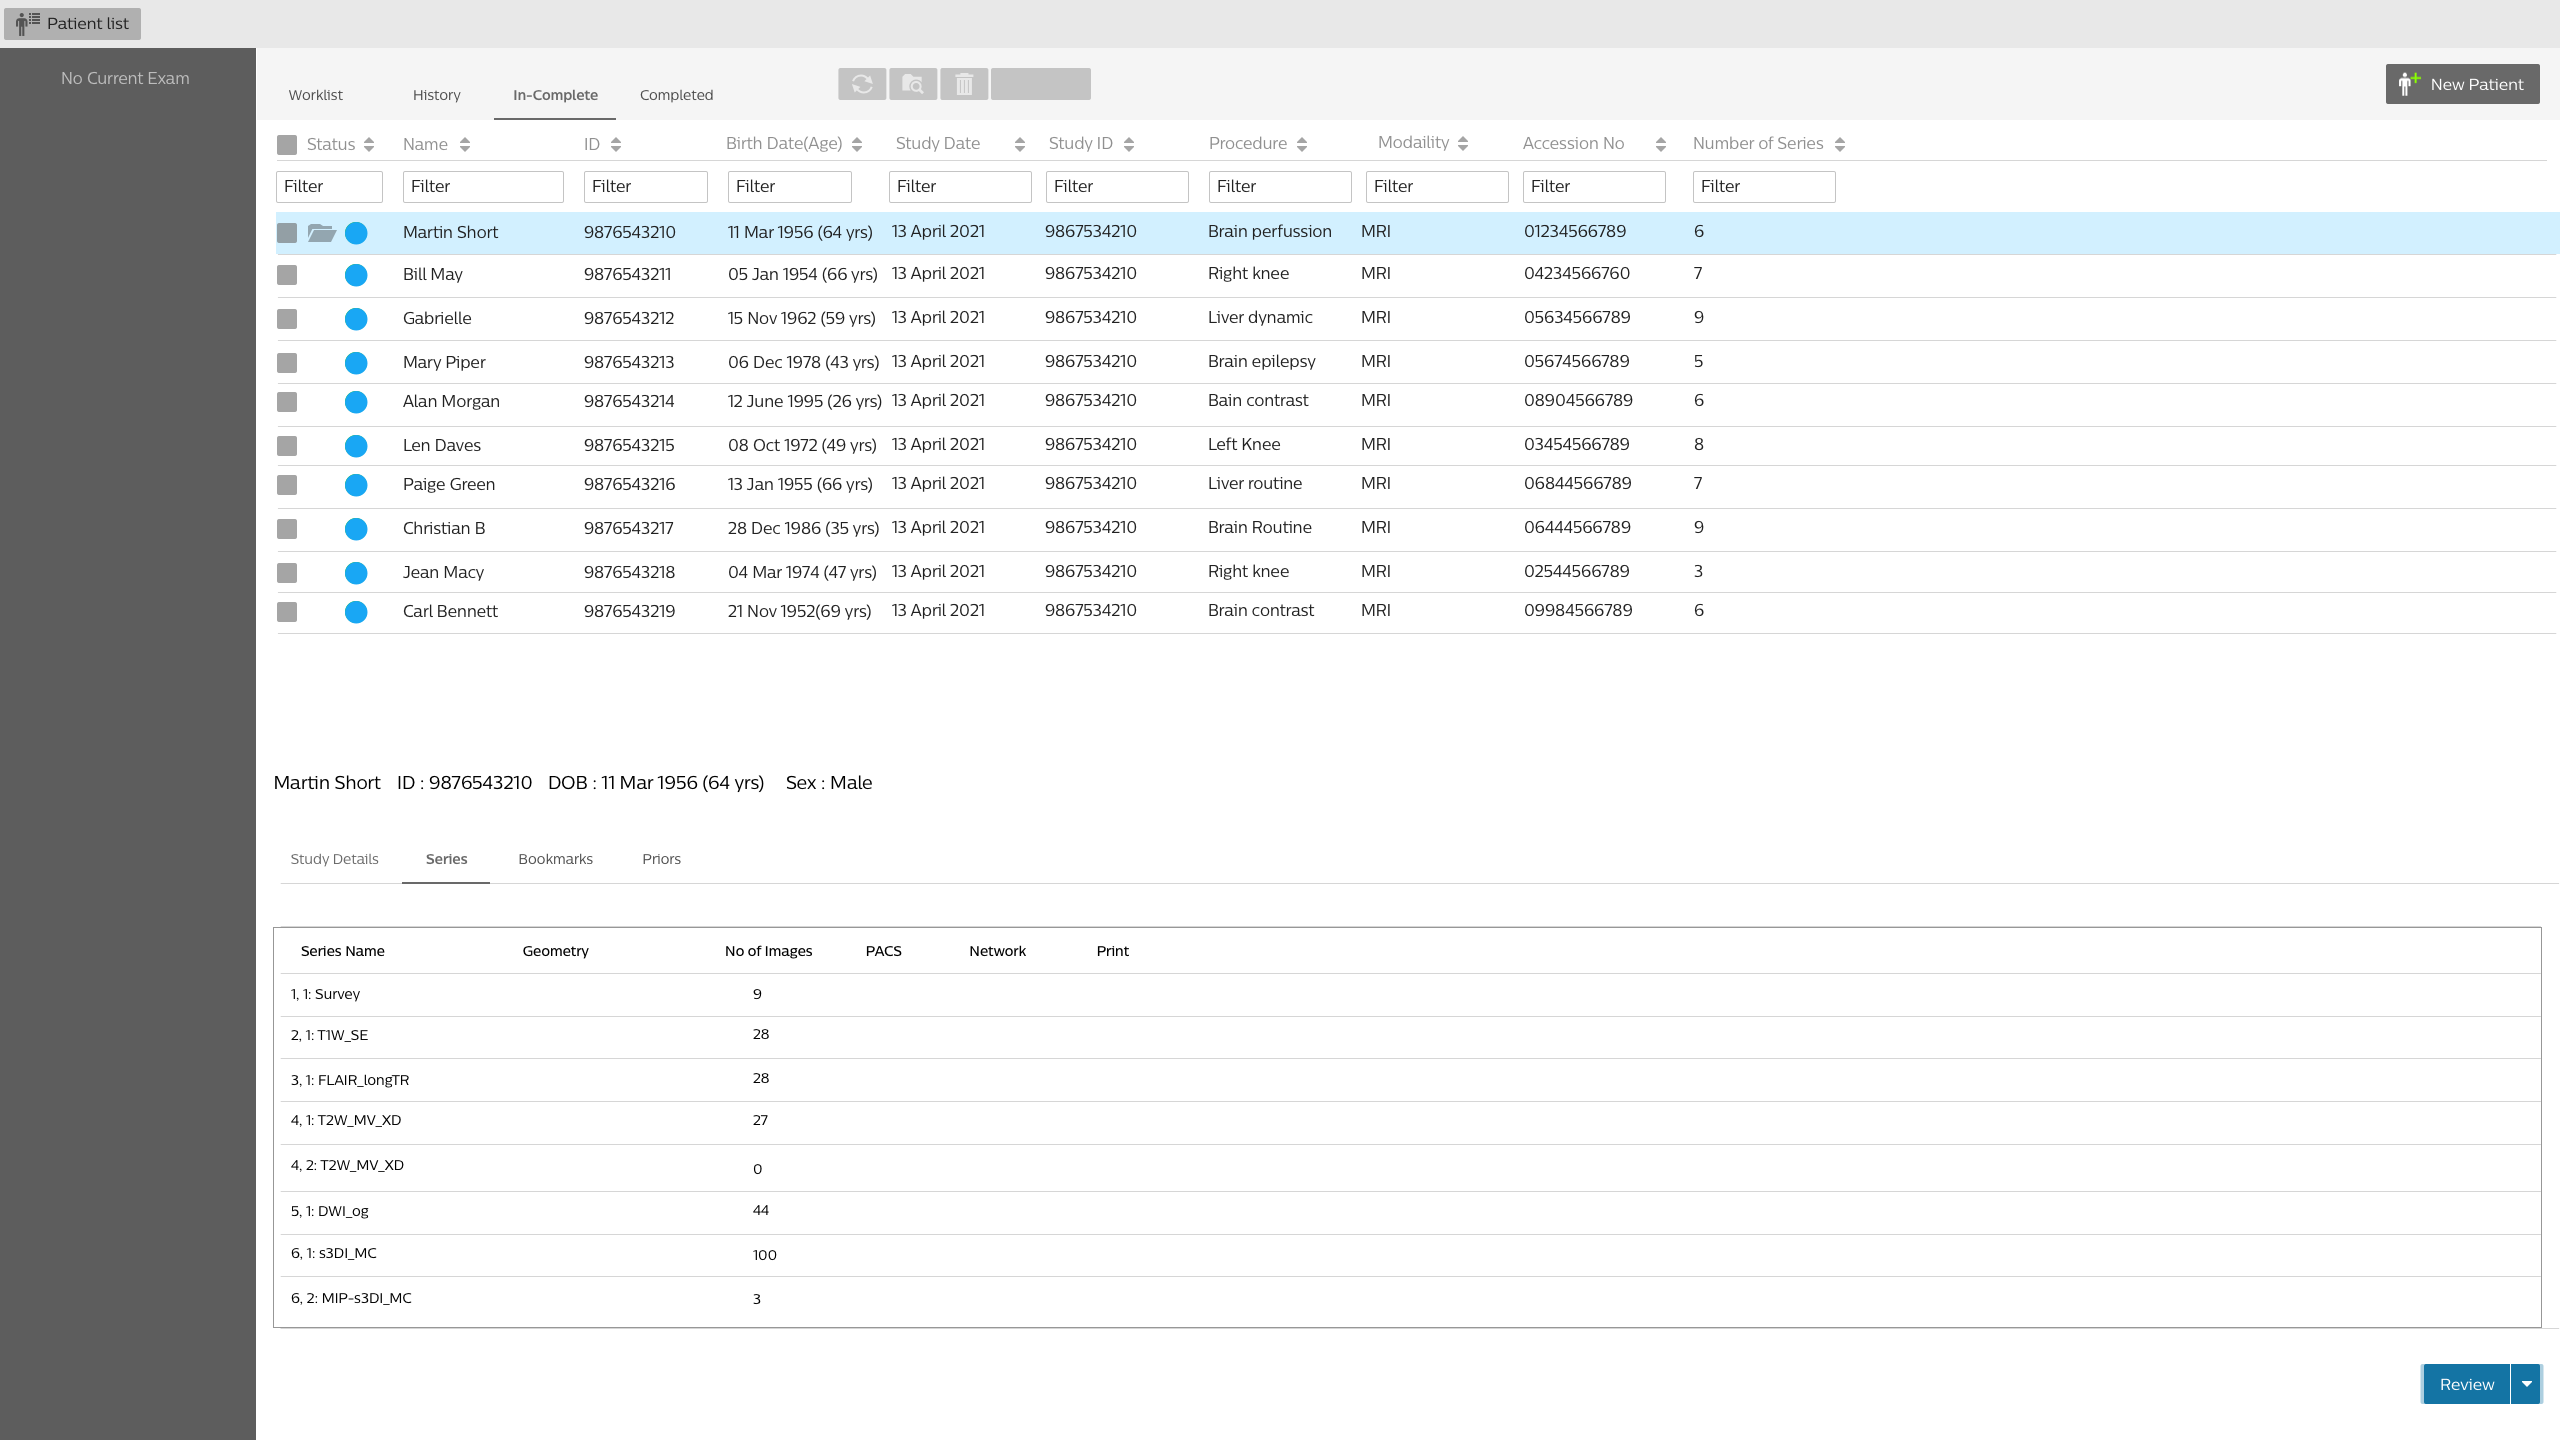 Patient list
No Current Exam
Worklist History In-Complete Completed
New Patient
Status Name ID Birth Date(Age) Study Date Study ID Procedure Modaility Accession No Number of Series
Filter Filter Filter Filter Filter Filter Filter Filter Filter Filter
Martin Short 9876543210 11 Mar 1956 (64 yrs) 13 April 2021 9867534210 Brain perfussion MRI 01234566789 6
Bill May 9876543211 05 Jan 1954 (66 yrs) 13 April 2021 9867534210 Right knee MRI 04234566760 7
Gabrielle 9876543212 15 Nov 1962 (59 yrs) 13 April 2021 9867534210 Liver dynamic MRI 05634566789 9
Mary Piper 9876543213 06 Dec 1978 (43 yrs) 13 April 2021 9867534210 Brain epilepsy MRI 05674566789 5
Alan Morgan 9876543214 12 June 1995 (26 yrs) 13 April 2021 9867534210 Bain contrast MRI 08904566789 6
Len Daves 9876543215 08 Oct 1972 (49 yrs) 13 April 2021 9867534210 Left Knee MRI 03454566789 8
Paige Green 9876543216 13 Jan 1955 (66 yrs) 13 April 2021 9867534210 Liver routine MRI 06844566789 7
Christian B 9876543217 28 Dec 1986 (35 yrs) 13 April 2021 9867534210 Brain Routine MRI 06444566789 9
Jean Macy 9876543218 04 Mar 1974 (47 yrs) 13 April 2021 9867534210 Right knee MRI 02544566789 3
Carl Bennett 9876543219 21 Nov 1952(69 yrs) 13 April 2021 9867534210 Brain contrast MRI 09984566789 6
Martin Short ID : 9876543210 DOB : 11 Mar 1956 (64 yrs) Sex : Male
Study Details Series Bookmarks Priors
Series Name Geometry No of Images PACS Network Print
1, 1: Survey 9
2, 1: T1W_SE 28
3, 1: FLAIR_longTR 28
4, 1: T2W_MV_XD 27
4, 2: T2W_MV_XD 0
5, 1: DWI_og 44
6, 1: s3DI_MC 100
6, 2: MIP-s3DI_MC 3
Review